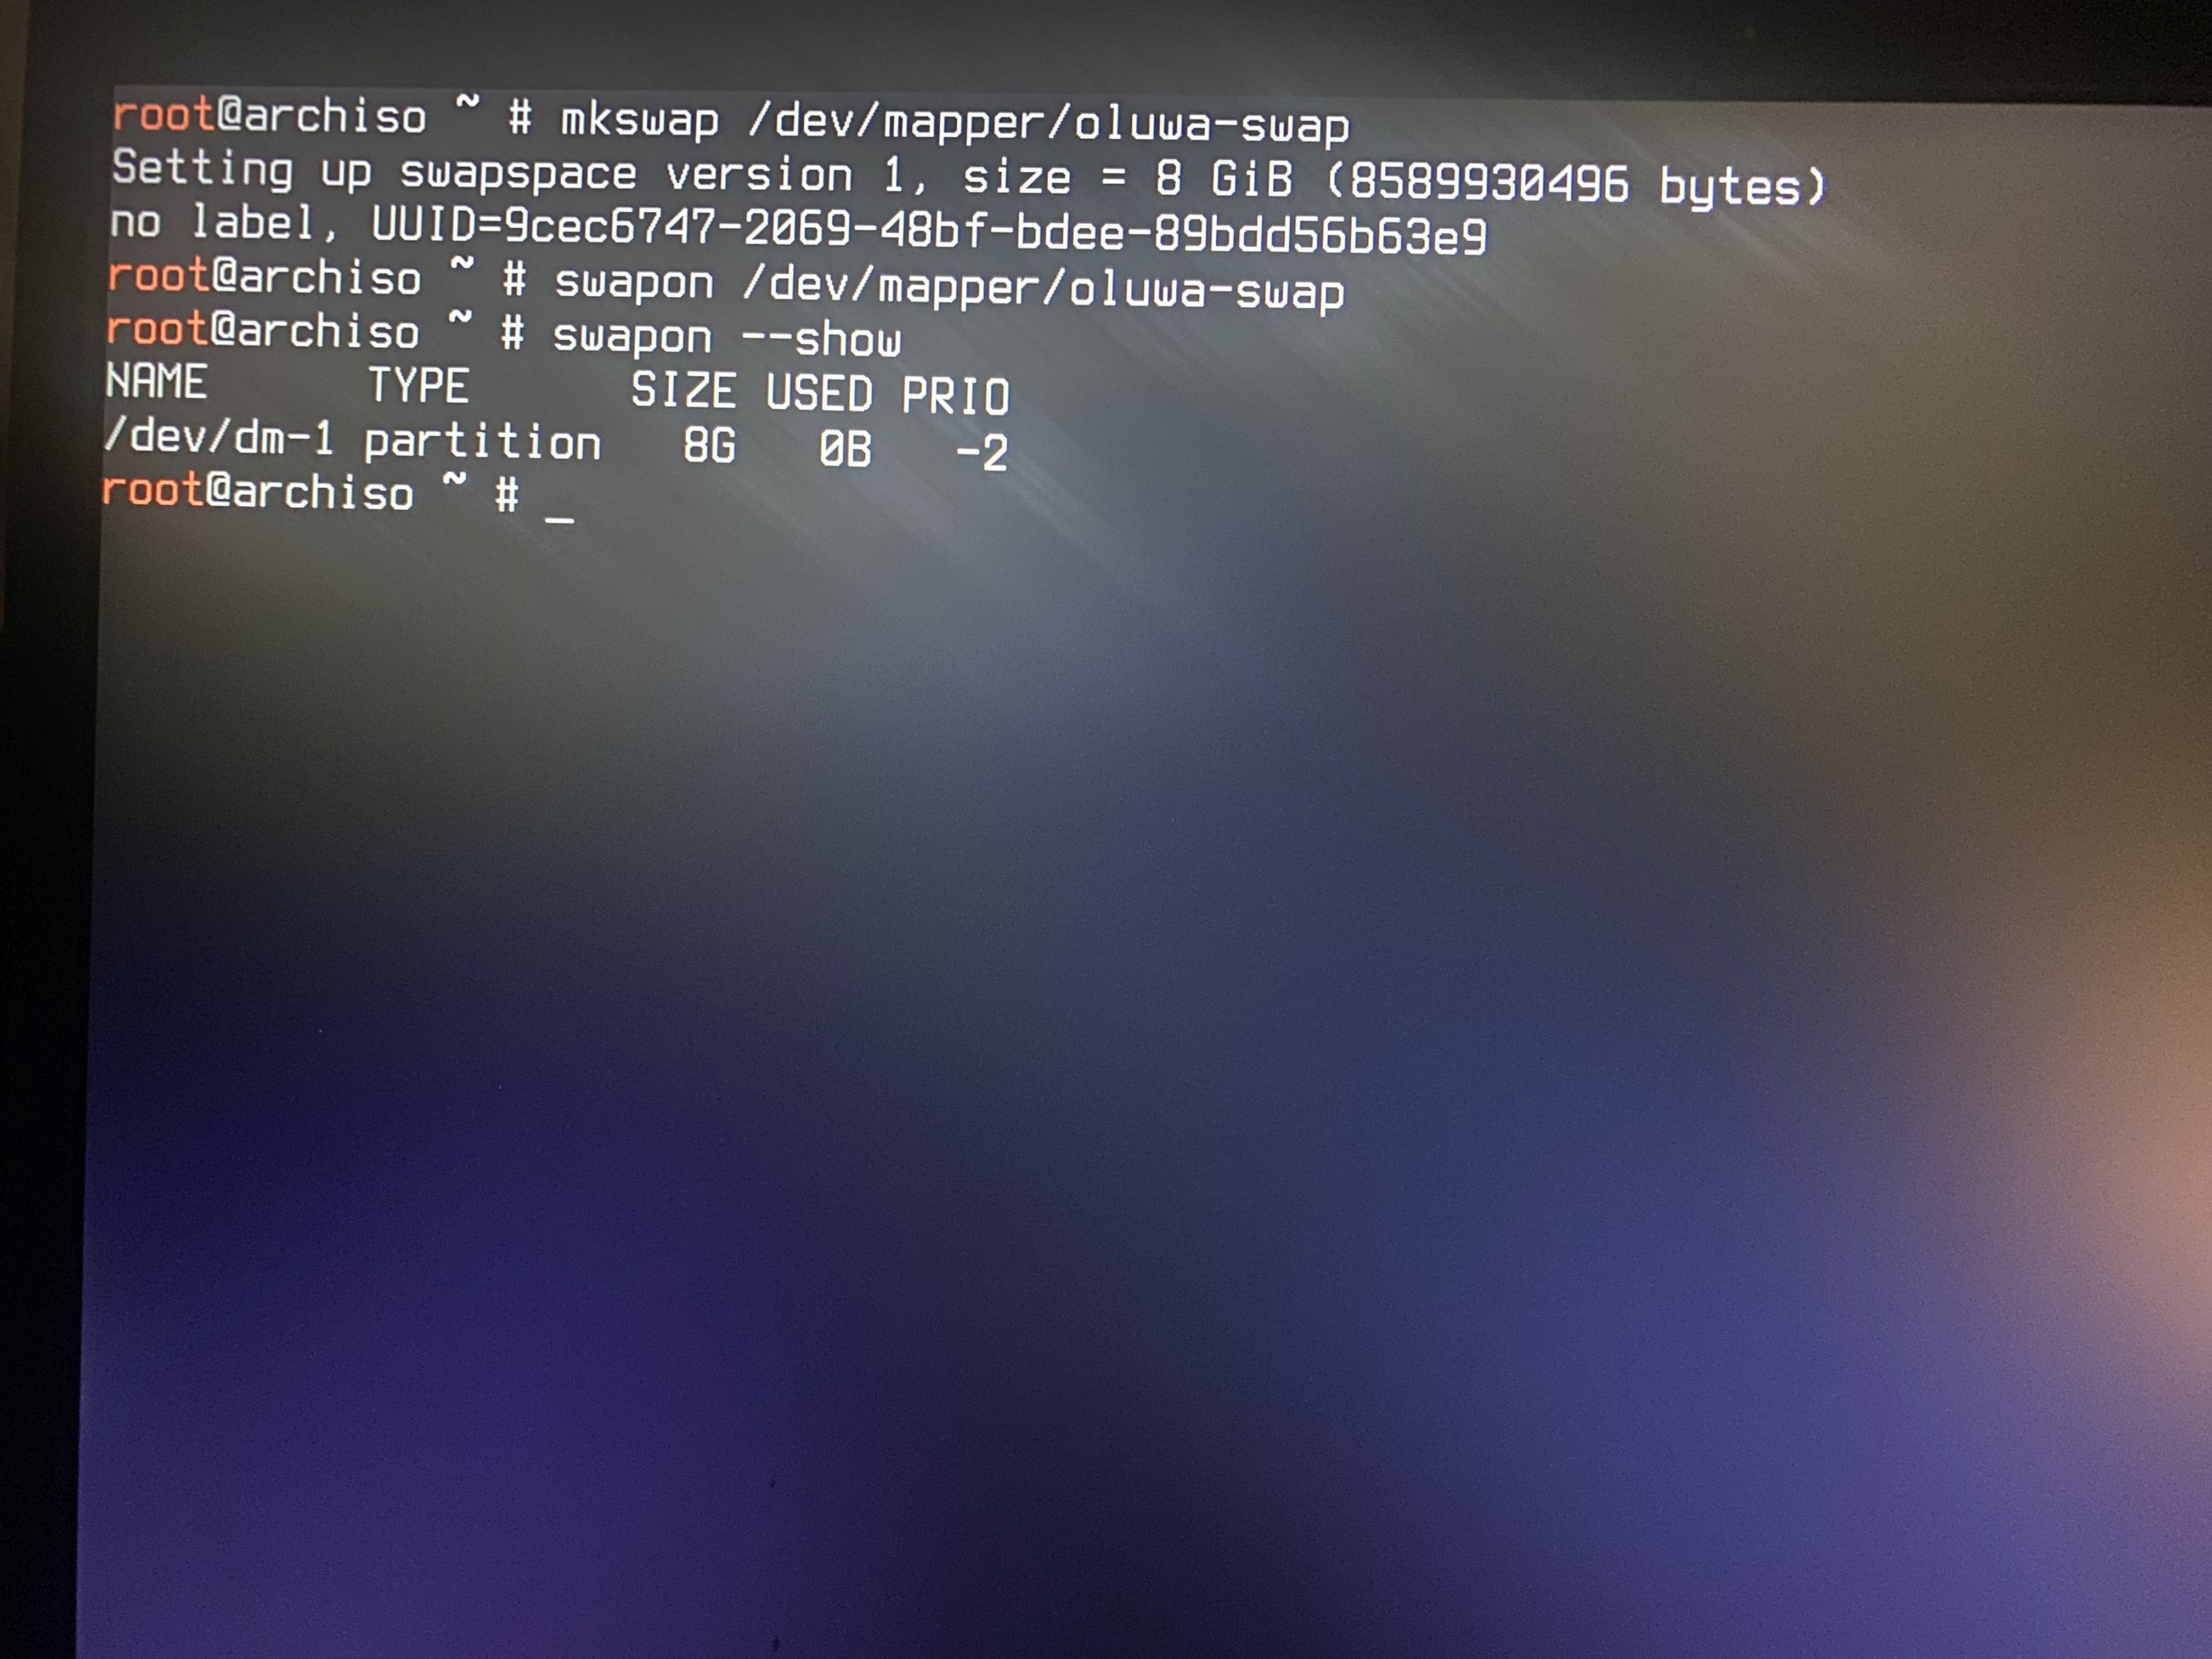 root@archiso ~ # mkswap /dev/mapper/oluwa-swap
Setting up swapspace version 1, size = 8 GiB (8589930496 bytes)
no label, UUID=9cec6747-2069-48bf-bdee-89bdd56b63e9
root@archiso ~ # swapon /dev/mapper/oluwa-swap
root@archiso ~ # swapon --show
NAME      TYPE      SIZE USED PRIO
/dev/dm-1 partition   8G   0B   -2
root@archiso ~ # _